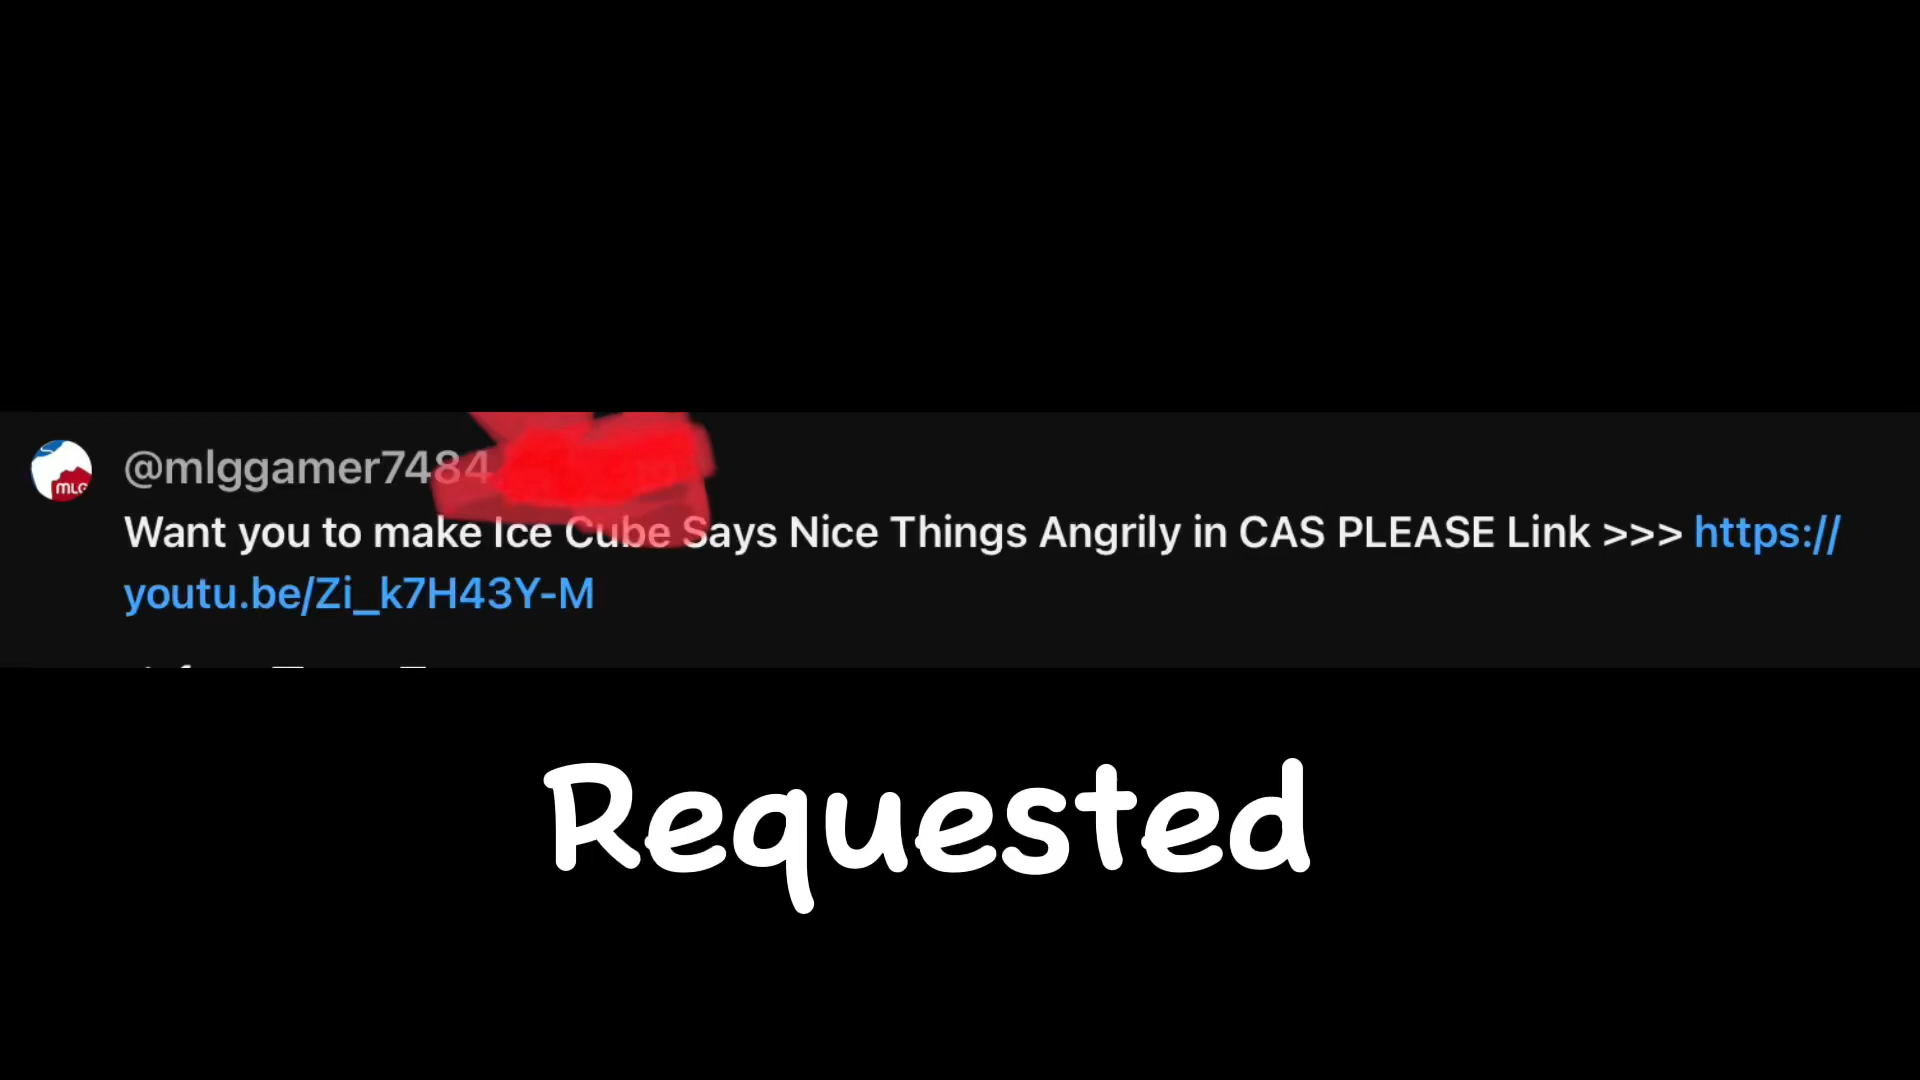 @mlggamer7484
Want you to make Ice Cube Says Nice Things Angrily in CAS PLEASE Link >>> https://
youtu.be/Zi_k7H43Y-M
MLG
Requested